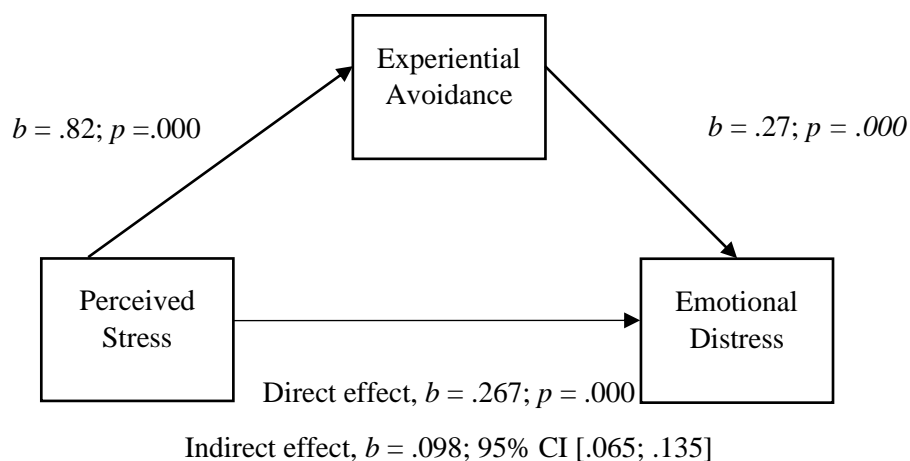 Experiential
Avoidance
b = .82; p =.000
b = .27; p = .000
Perceived
Stress
Emotional
Distress
Direct effect, b = .267; p = .000
Indirect effect, b = .098; 95% CI [.065; .135]